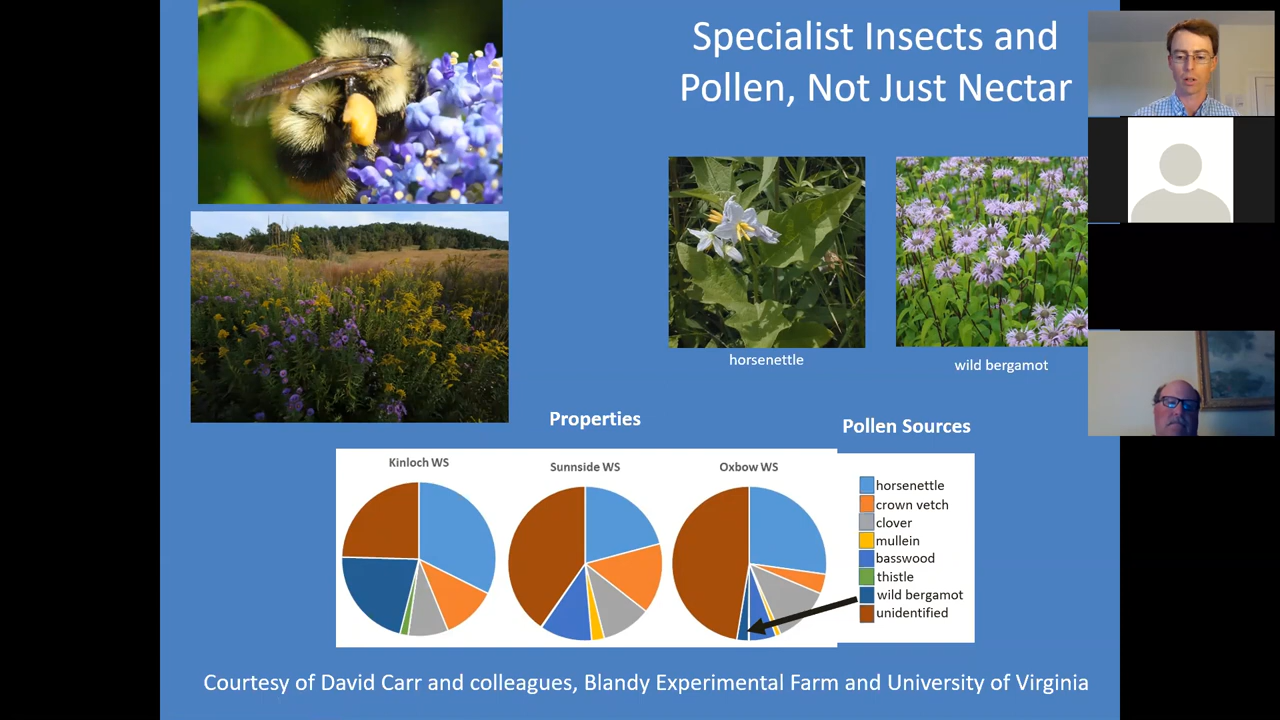 Specialist Insects and
Pollen, Not Just Nectar
horsenettle
wild bergamot
Properties
Pollen Sources
Kinloch WS
Sunnside WS
Oxbow WS
horsenettle
crown vetch
clover
mullein
basswood
thistle
wild bergamot
unidentified
Courtesy of David Carr and colleagues, Blandy Experimental Farm and University of Virginia